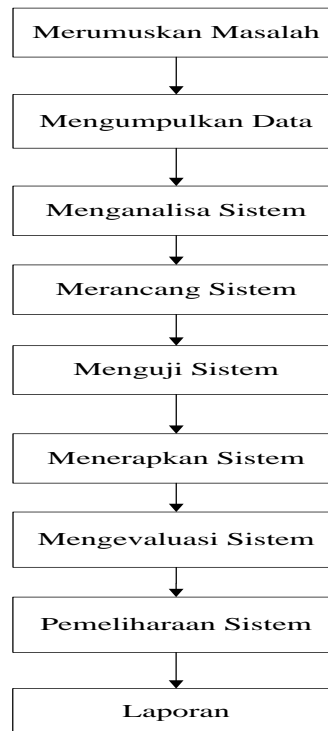 Merumuskan Masalah
Mengumpulkan Data
Menganalisa Sistem
Merancang Sistem
Menguji Sistem
Menerapkan Sistem
Mengevaluasi Sistem
Pemeliharaan Sistem
Laporan